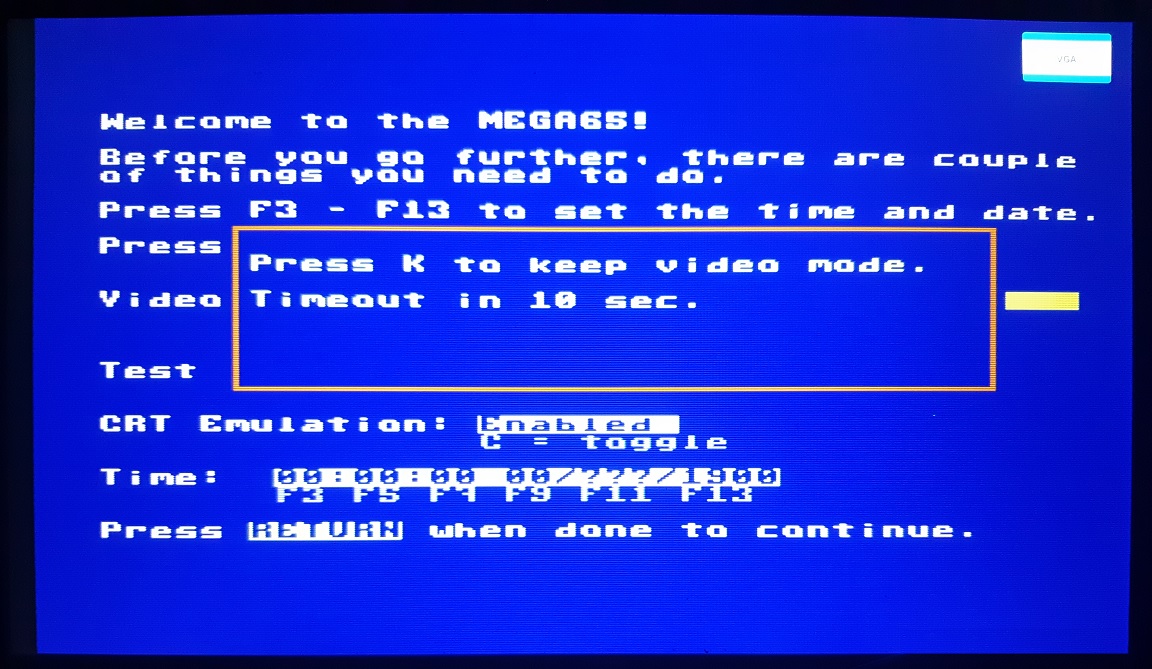 VGA
Welcome to the MEGA65!
Before you go further, there are couple
of things you need to do.
Press F3 - F13 to set the time and date.
Press
Press K to keep video mode.
Video
Timeout in 10 sec.
Test
CRT Emulation: Enabled
C = toggle
Time: 00:00:00 00/???/1900
F3 F5 F7 F9 F11 F13
Press RETURN when done to continue.